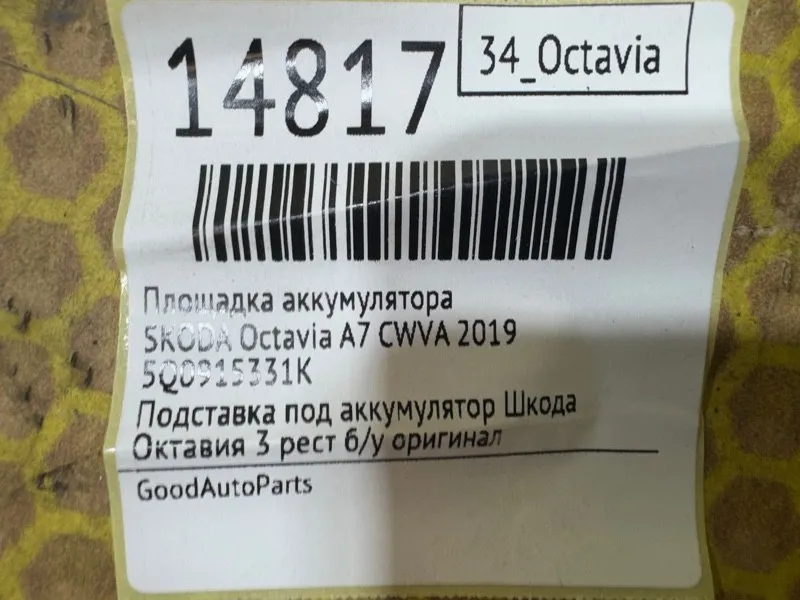 14817
34_Octavia
Площадка аккумулятора
SKODA Octavia A7 CWVA 2019
5Q0915331K
Подставка под аккумулятор Шкода
Октавия 3 рест б/у оригинал
GoodAutoParts